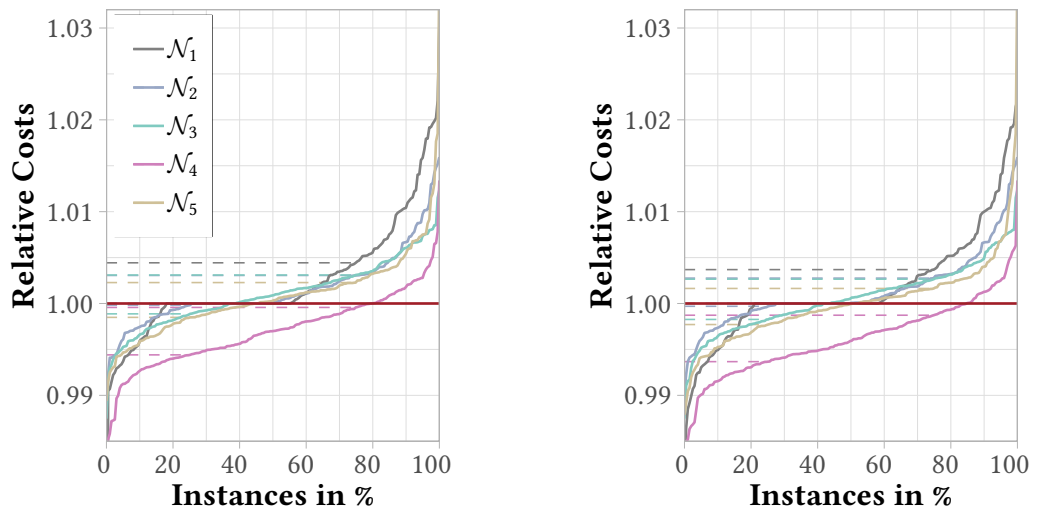 1.03
1.02
1.01
1.00
0.99
Relative Costs
𝒩1
𝒩2
𝒩3
𝒩4
𝒩5
0 20 40 60 80 100
Instances in %
1.03
1.02
1.01
1.00
0.99
Relative Costs
0 20 40 60 80 100
Instances in %